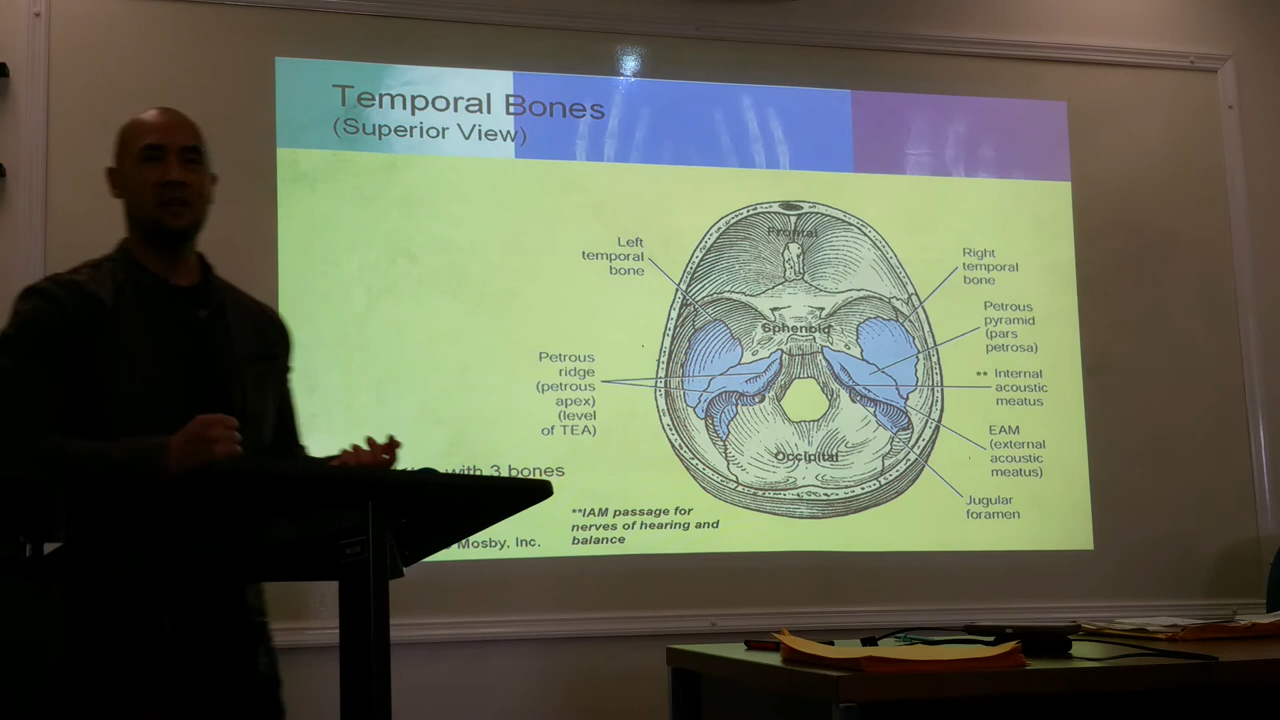 Temporal Bones
(Superior View)
Left
temporal
bone
Petrous
ridge
(petrous
apex)
(level
of TEA)
Frontal
Sphenoid
Occipital
Right
temporal
bone
Petrous
pyramid
(pars
petrosa)
** Internal
acoustic
meatus
EAM
(external
acoustic
meatus)
Jugular
foramen
with 3 bones
**IAM passage for
nerves of hearing and
balance
Mosby, Inc.